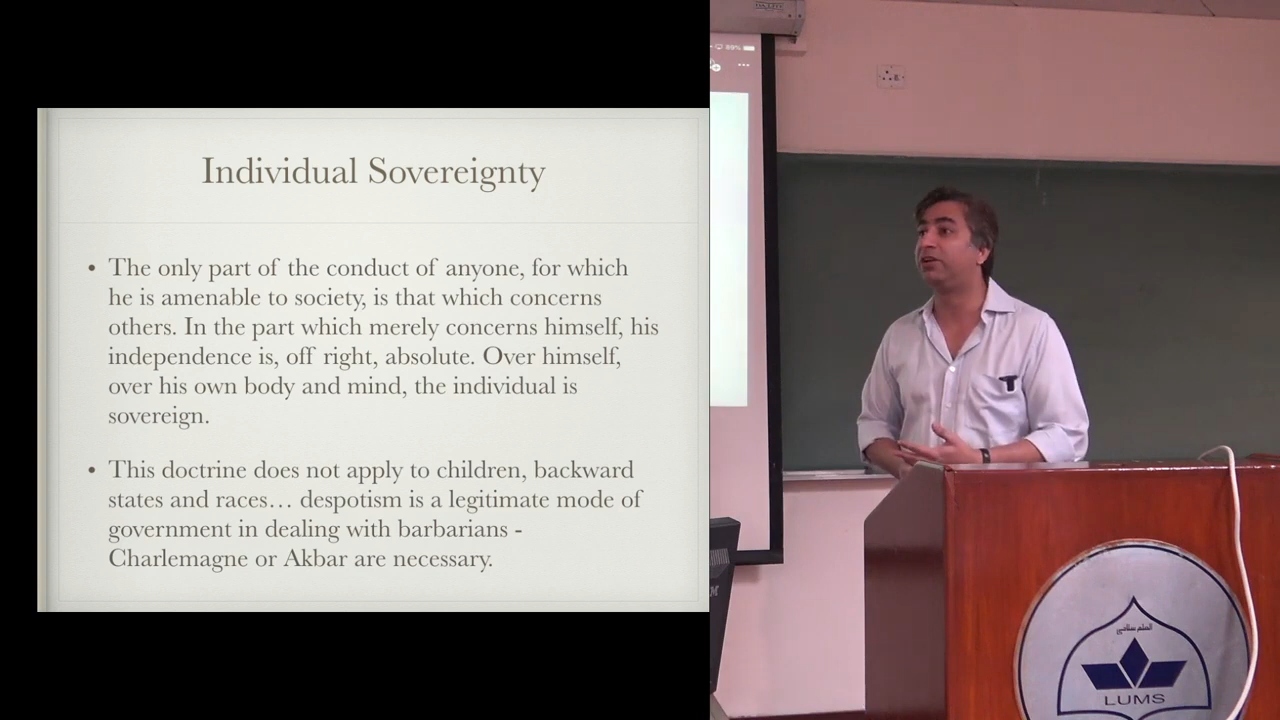 Individual Sovereignty
• The only part of the conduct of anyone, for which
he is amenable to society, is that which concerns
others. In the part which merely concerns himself, his
independence is, off right, absolute. Over himself,
over his own body and mind, the individual is
sovereign.
• This doctrine does not apply to children, backward
states and races… despotism is a legitimate mode of
government in dealing with barbarians -
Charlemagne or Akbar are necessary.
89%
LUMS